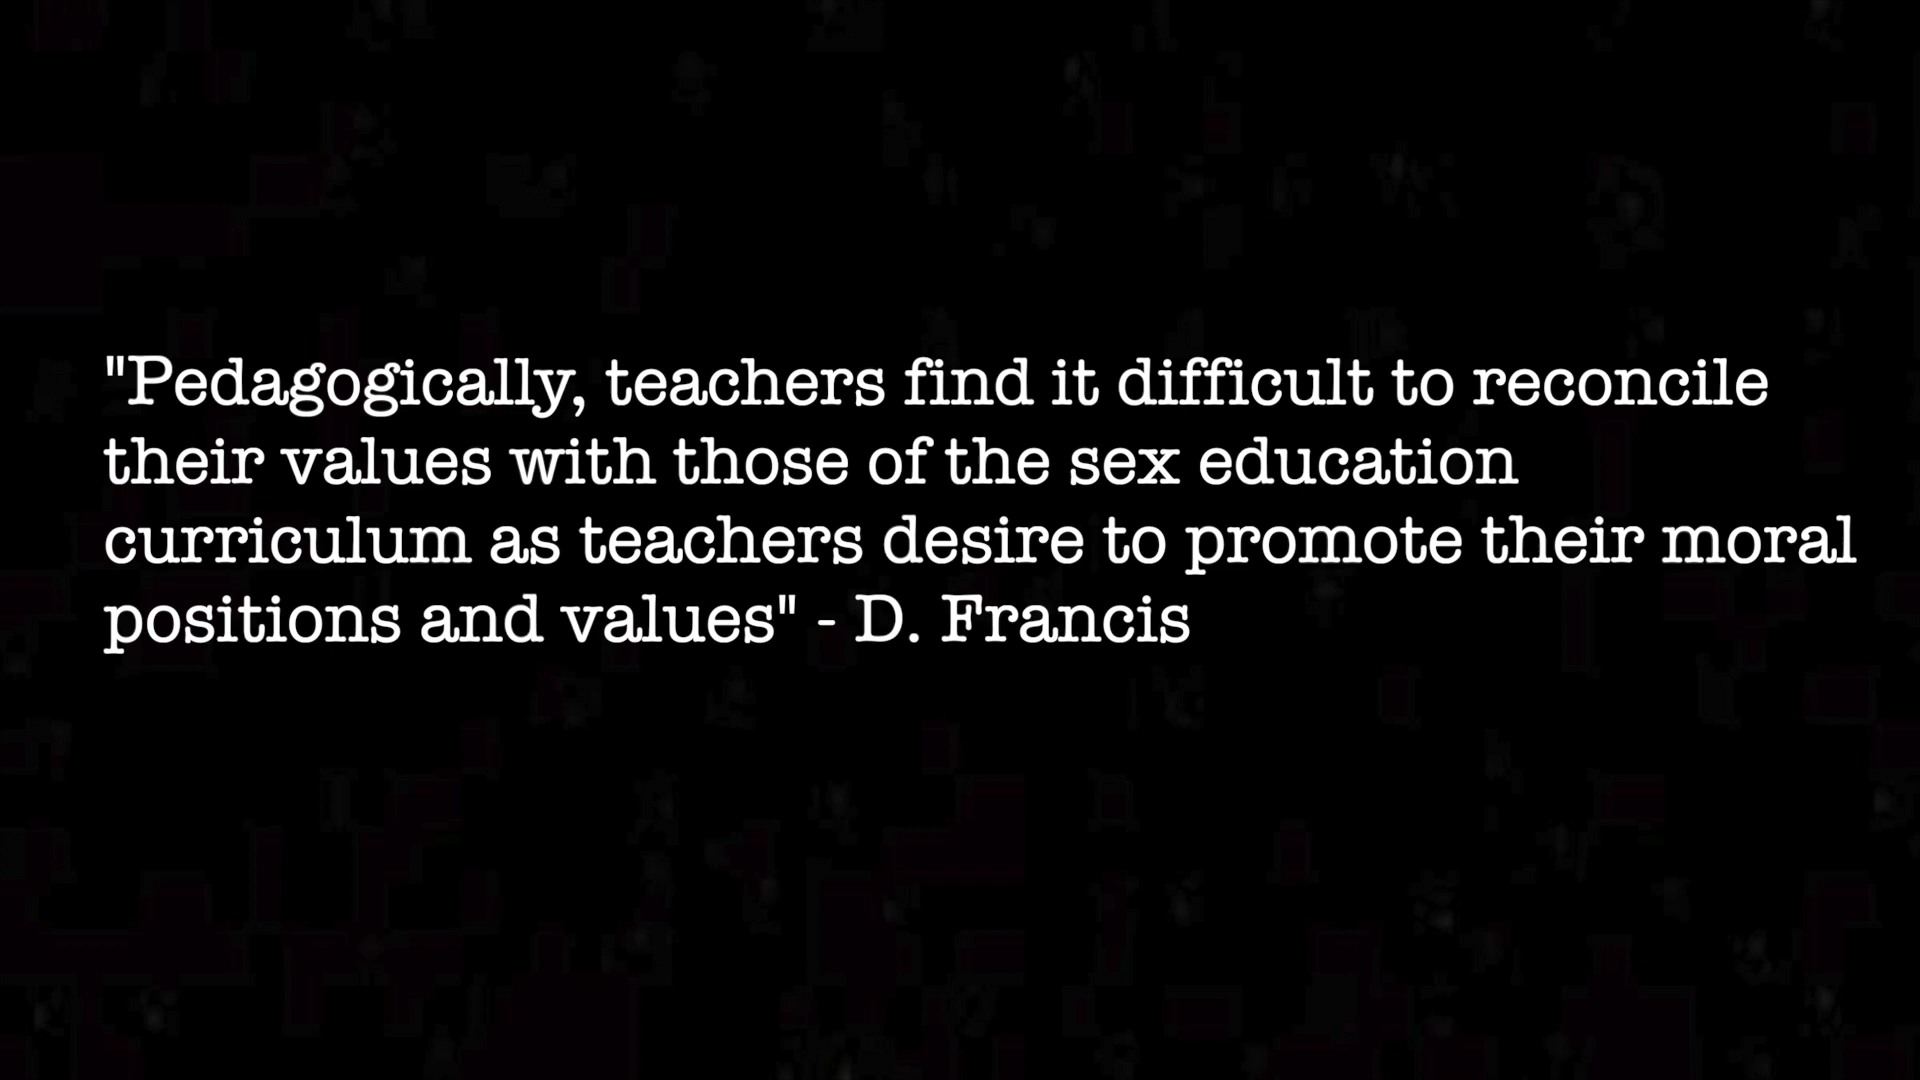 "Pedagogically, teachers find it difficult to reconcile
their values with those of the sex education
curriculum as teachers desire to promote their moral
positions and values" - D. Francis